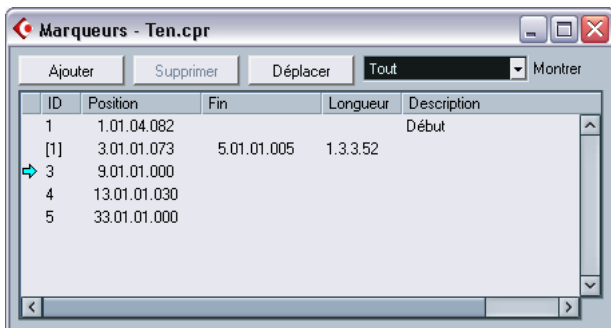 Marqueurs - Ten.cpr
Ajouter Supprimer Déplacer Tout Montrer
ID Position Fin Longueur Description
1 1.01.04.082 Début
[1] 3.01.01.073 5.01.01.005 1.3.3.52
3 9.01.01.000
4 13.01.01.030
5 33.01.01.000